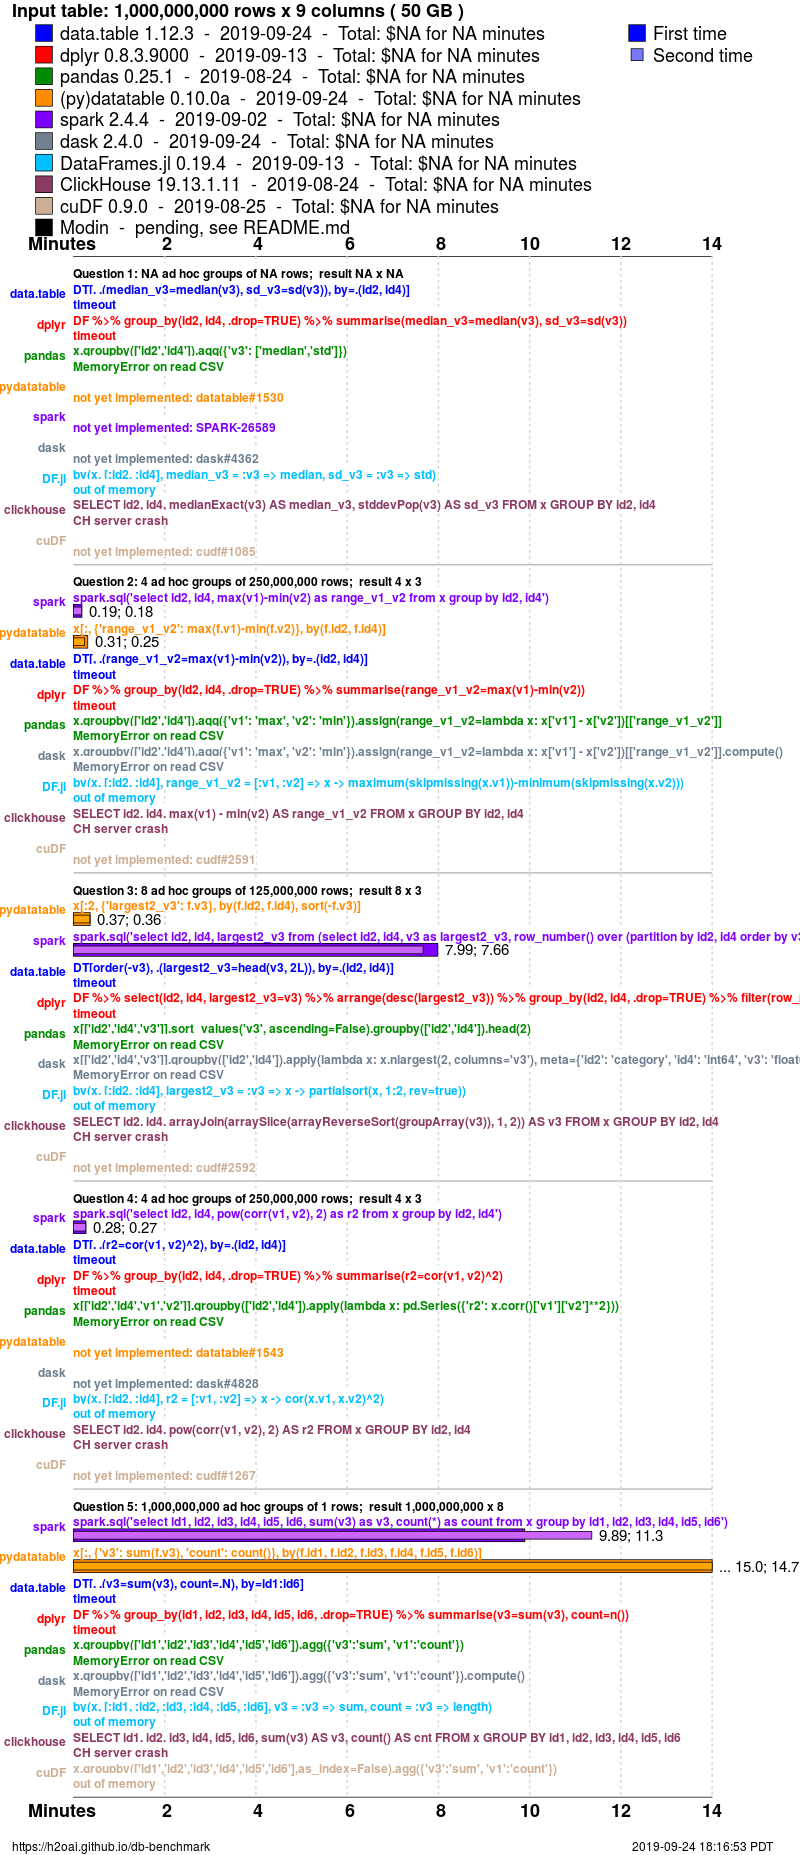 Input table: 1,000,000,000 rows x 9 columns ( 50 GB )
data.table 1.12.3 - 2019-09-24 - Total: $NA for NA minutes
First time
dplyr 0.8.3.9000 - 2019-09-13 - Total: $NA for NA minutes
Second time
pandas 0.25.1 - 2019-08-24 - Total: $NA for NA minutes
(py)datatable 0.10.0a - 2019-09-24 - Total: $NA for NA minutes
spark 2.4.4 - 2019-09-02 - Total: $NA for NA minutes
dask 2.4.0 - 2019-09-24 - Total: $NA for NA minutes
DataFrames.jl 0.19.4 - 2019-09-13 - Total: $NA for NA minutes
ClickHouse 19.13.1.11 - 2019-08-24 - Total: $NA for NA minutes
cuDF 0.9.0 - 2019-08-25 - Total: $NA for NA minutes
Modin - pending, see README.md
Minutes 2 4 6 8 10 12 14
Question 1: NA ad hoc groups of NA rows; result NA x NA
data.table DT[, .(median_v3=median(v3), sd_v3=sd(v3)), by=.(id2, id4)]
timeout
dplyr DF %>% group_by(id2, id4, .drop=TRUE) %>% summarise(median_v3=median(v3), sd_v3=sd(v3))
timeout
pandas x.groupby(['id2','id4']).agg({'v3': ['median','std']})
MemoryError on read CSV
pydatatable
not yet implemented: datatable#1530
spark
not yet implemented: SPARK-26589
dask
not yet implemented: dask#4362
DF.jl by(x, [:id2, :id4], median_v3 = :v3 => median, sd_v3 = :v3 => std)
out of memory
clickhouse SELECT id2, id4, medianExact(v3) AS median_v3, stddevPop(v3) AS sd_v3 FROM x GROUP BY id2, id4
CH server crash
cuDF
not yet implemented: cudf#1085
Question 2: 4 ad hoc groups of 250,000,000 rows; result 4 x 3
spark spark.sql('select id2, id4, max(v1)-min(v2) as range_v1_v2 from x group by id2, id4')
0.19; 0.18
pydatatable x[:, {'range_v1_v2': max(f.v1)-min(f.v2)}, by(f.id2, f.id4)]
0.31; 0.25
data.table DT[, .(range_v1_v2=max(v1)-min(v2)), by=.(id2, id4)]
timeout
dplyr DF %>% group_by(id2, id4, .drop=TRUE) %>% summarise(range_v1_v2=max(v1)-min(v2))
timeout
pandas x.groupby(['id2','id4']).agg({'v1': 'max', 'v2': 'min'}).assign(range_v1_v2=lambda x: x['v1'] - x['v2'])[['range_v1_v2']]
MemoryError on read CSV
dask x.groupby(['id2','id4']).agg({'v1': 'max', 'v2': 'min'}).assign(range_v1_v2=lambda x: x['v1'] - x['v2'])[['range_v1_v2']].compute()
MemoryError on read CSV
DF.jl by(x, [:id2, :id4], range_v1_v2 = [:v1, :v2] => x -> maximum(skipmissing(x.v1))-minimum(skipmissing(x.v2)))
out of memory
clickhouse SELECT id2, id4, max(v1) - min(v2) AS range_v1_v2 FROM x GROUP BY id2, id4
CH server crash
cuDF
not yet implemented: cudf#2591
Question 3: 8 ad hoc groups of 125,000,000 rows; result 8 x 3
pydatatable x[:2, {'largest2_v3': f.v3}, by(f.id2, f.id4), sort(-f.v3)]
0.37; 0.36
spark spark.sql('select id2, id4, largest2_v3 from (select id2, id4, v3 as largest2_v3, row_number() over (partition by id2, id4 order by v3
7.99; 7.66
data.table DT[order(-v3), .(largest2_v3=head(v3, 2L)), by=.(id2, id4)]
timeout
dplyr DF %>% select(id2, id4, largest2_v3=v3) %>% arrange(desc(largest2_v3)) %>% group_by(id2, id4, .drop=TRUE) %>% filter(row_
timeout
pandas x[['id2','id4','v3']].sort_values('v3', ascending=False).groupby(['id2','id4']).head(2)
MemoryError on read CSV
dask x[['id2','id4','v3']].groupby(['id2','id4']).apply(lambda x: x.nlargest(2, columns='v3'), meta={'id2': 'category', 'id4': 'int64', 'v3': 'float
MemoryError on read CSV
DF.jl by(x, [:id2, :id4], largest2_v3 = :v3 => x -> partialsort(x, 1:2, rev=true))
out of memory
clickhouse SELECT id2, id4, arrayJoin(arraySlice(arrayReverseSort(groupArray(v3)), 1, 2)) AS v3 FROM x GROUP BY id2, id4
CH server crash
cuDF
not yet implemented: cudf#2592
Question 4: 4 ad hoc groups of 250,000,000 rows; result 4 x 3
spark spark.sql('select id2, id4, pow(corr(v1, v2), 2) as r2 from x group by id2, id4')
0.28; 0.27
data.table DT[, .(r2=cor(v1, v2)^2), by=.(id2, id4)]
timeout
dplyr DF %>% group_by(id2, id4, .drop=TRUE) %>% summarise(r2=cor(v1, v2)^2)
timeout
pandas x[['id2','id4','v1','v2']].groupby(['id2','id4']).apply(lambda x: pd.Series({'r2': x.corr()['v1']['v2']**2}))
MemoryError on read CSV
pydatatable
not yet implemented: datatable#1543
dask
not yet implemented: dask#4828
DF.jl by(x, [:id2, :id4], r2 = [:v1, :v2] => x -> cor(x.v1, x.v2)^2)
out of memory
clickhouse SELECT id2, id4, pow(corr(v1, v2), 2) AS r2 FROM x GROUP BY id2, id4
CH server crash
cuDF
not yet implemented: cudf#1267
Question 5: 1,000,000,000 ad hoc groups of 1 rows; result 1,000,000,000 x 8
spark spark.sql('select id1, id2, id3, id4, id5, id6, sum(v3) as v3, count(*) as count from x group by id1, id2, id3, id4, id5, id6')
9.89; 11.3
pydatatable x[:, {'v3': sum(f.v3), 'count': count()}, by(f.id1, f.id2, f.id3, f.id4, f.id5, f.id6)]
... 15.0; 14.7
data.table DT[, .(v3=sum(v3), count=.N), by=id1:id6]
timeout
dplyr DF %>% group_by(id1, id2, id3, id4, id5, id6, .drop=TRUE) %>% summarise(v3=sum(v3), count=n())
timeout
pandas x.groupby(['id1','id2','id3','id4','id5','id6']).agg({'v3':'sum', 'v1':'count'})
MemoryError on read CSV
dask x.groupby(['id1','id2','id3','id4','id5','id6']).agg({'v3':'sum', 'v1':'count'}).compute()
MemoryError on read CSV
DF.jl by(x, [:id1, :id2, :id3, :id4, :id5, :id6], v3 = :v3 => sum, count = :v3 => length)
out of memory
clickhouse SELECT id1, id2, id3, id4, id5, id6, sum(v3) AS v3, count() AS cnt FROM x GROUP BY id1, id2, id3, id4, id5, id6
CH server crash
cuDF x.groupby(['id1','id2','id3','id4','id5','id6'],as_index=False).agg({'v3':'sum', 'v1':'count'})
out of memory
Minutes 2 4 6 8 10 12 14
https://h2oai.github.io/db-benchmark
2019-09-24 18:16:53 PDT